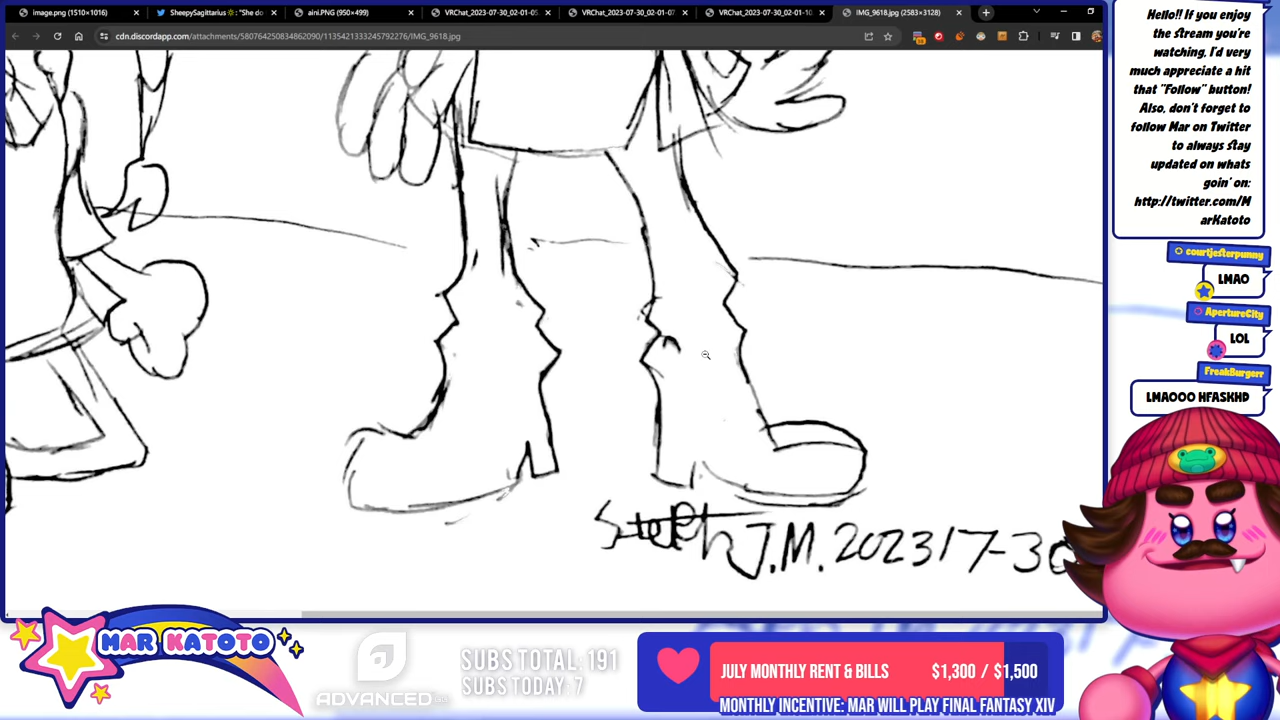 image.png (1510×1016)
SheepySagittarius 🔅: "She do
aini.PNG (950×499)
VRChat_2023-07-30_02-01-05
VRChat_2023-07-30_02-01-07
VRChat_2023-07-30_02-01-10
IMG_9618.jpg (2583×3128)
cdn.discordapp.com/attachments/580764250834862090/1135421333245792276/IMG_9618.jpg
Hello!! If you enjoy
the stream you're
watching, I'd very
much appreciate a hit
that "Follow" button!
Also, don't forget to
follow Mar on Twitter
to always stay
updated on whats
goin' on:
http://twitter.com/M
arKatoto
courtjesterpunny
LMAO
ApertureCity
LOL
FreakBurgerr
LMAOOO HFASKHD
Steph J.M. 2023/7-30
MAR KATOTO
ADVANCED
SUBS TOTAL: 191
SUBS TODAY: 7
JULY MONTHLY RENT & BILLS $1,300 / $1,500
MONTHLY INCENTIVE: MAR WILL PLAY FINAL FANTASY XIV